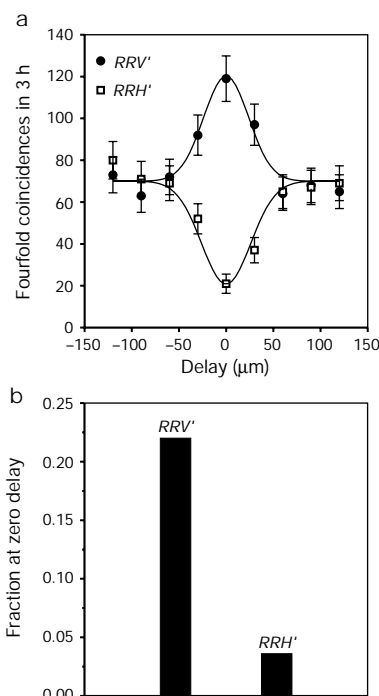 a
140
120
100
80
60
40
20
0
Fourfold coincidences in 3 h
RRV'
RRH'
–150 –100 –50 0 50 100 150
Delay (μm)
b
0.25
0.20
0.15
0.10
0.05
0.00
Fraction at zero delay
RRV'
RRH'